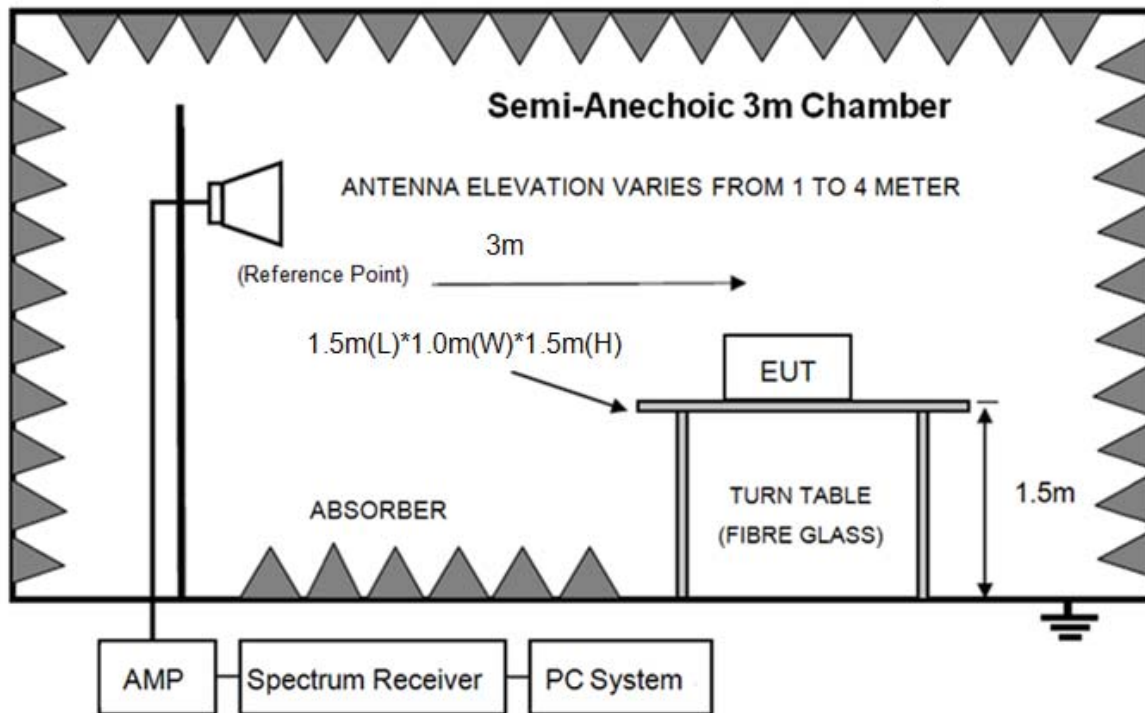 Semi-Anechoic 3m Chamber
ANTENNA ELEVATION VARIES FROM 1 TO 4 METER
3m
(Reference Point)
1.5m(L)*1.0m(W)*1.5m(H)
EUT
1.5m
TURN TABLE
(FIBRE GLASS)
ABSORBER
AMP
Spectrum Receiver
PC System